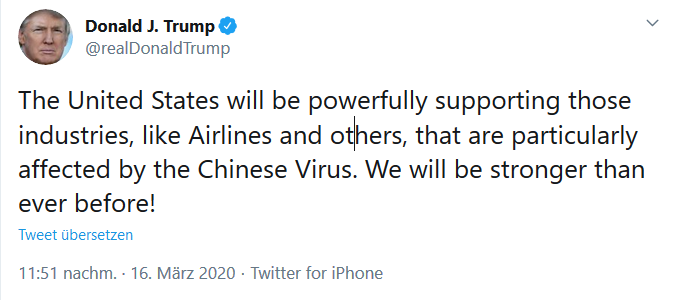 Donald J. Trump
@realDonaldTrump
The United States will be powerfully supporting those
industries, like Airlines and others, that are particularly
affected by the Chinese Virus. We will be stronger than
ever before!
Tweet übersetzen
11:51 nachm. · 16. März 2020 · Twitter for iPhone